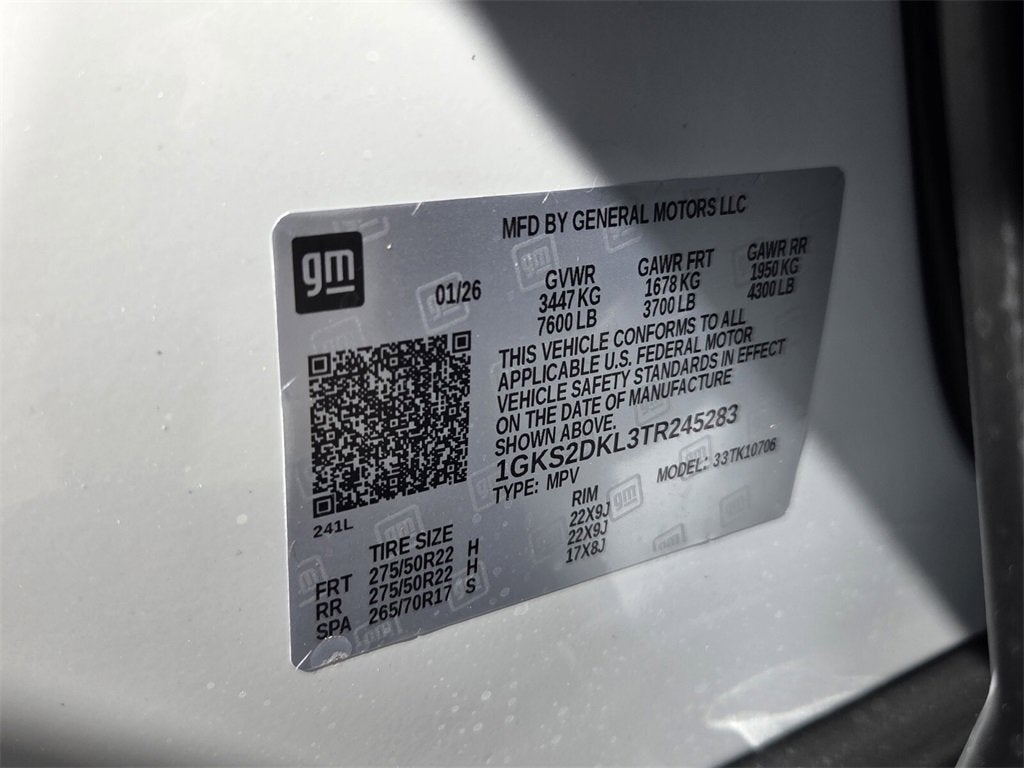 gm
MFD BY GENERAL MOTORS LLC
01/26
GVWR GAWR FRT GAWR RR
3447 KG 1678 KG 1950 KG
7600 LB 3700 LB 4300 LB
THIS VEHICLE CONFORMS TO ALL
APPLICABLE U.S. FEDERAL MOTOR
VEHICLE SAFETY STANDARDS IN EFFECT
ON THE DATE OF MANUFACTURE
SHOWN ABOVE.
1GKS2DKL3TR245283
TYPE: MPV MODEL: 33TK10706
241L
TIRE SIZE RIM
FRT 275/50R22 H 22X9J
RR 275/50R22 H 22X9J
SPA 265/70R17 S 17X8J